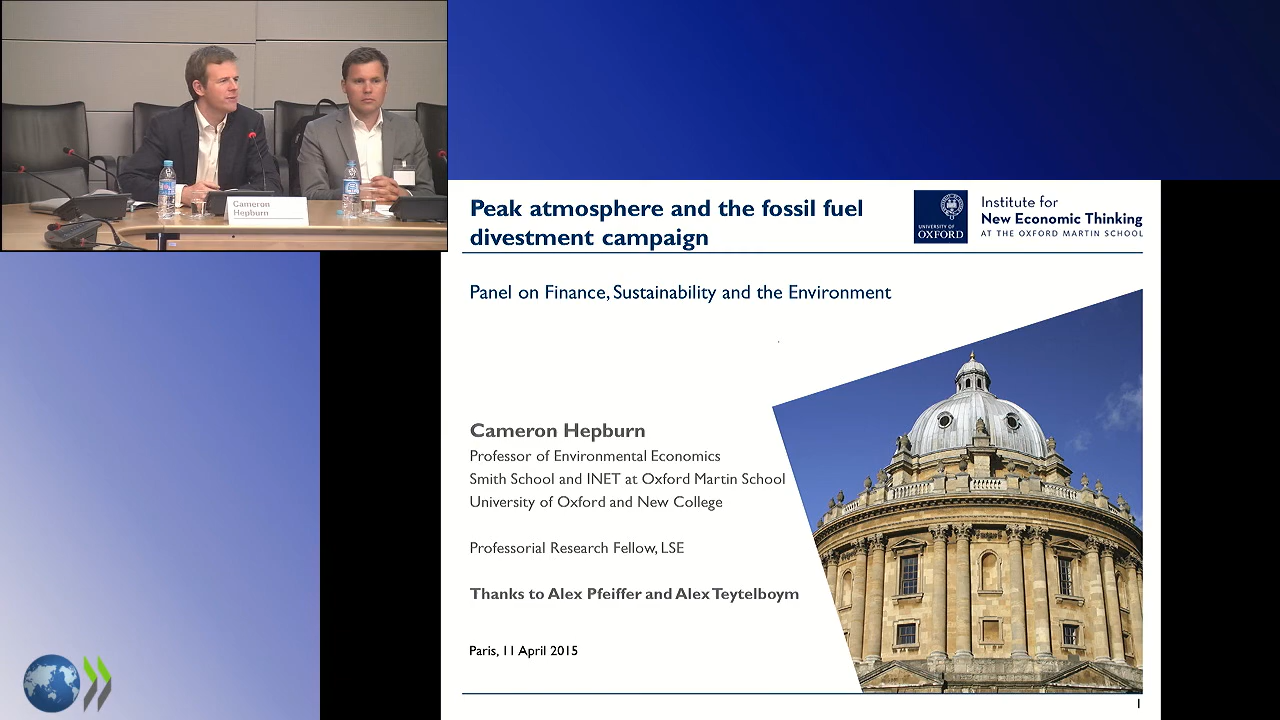 Cameron
Hepburn
Peak atmosphere and the fossil fuel
divestment campaign
UNIVERSITY OF
OXFORD
Institute for
New Economic Thinking
AT THE OXFORD MARTIN SCHOOL
Panel on Finance, Sustainability and the Environment
Cameron Hepburn
Professor of Environmental Economics
Smith School and INET at Oxford Martin School
University of Oxford and New College
Professorial Research Fellow, LSE
Thanks to Alex Pfeiffer and Alex Teytelboym
Paris, 11 April 2015
1